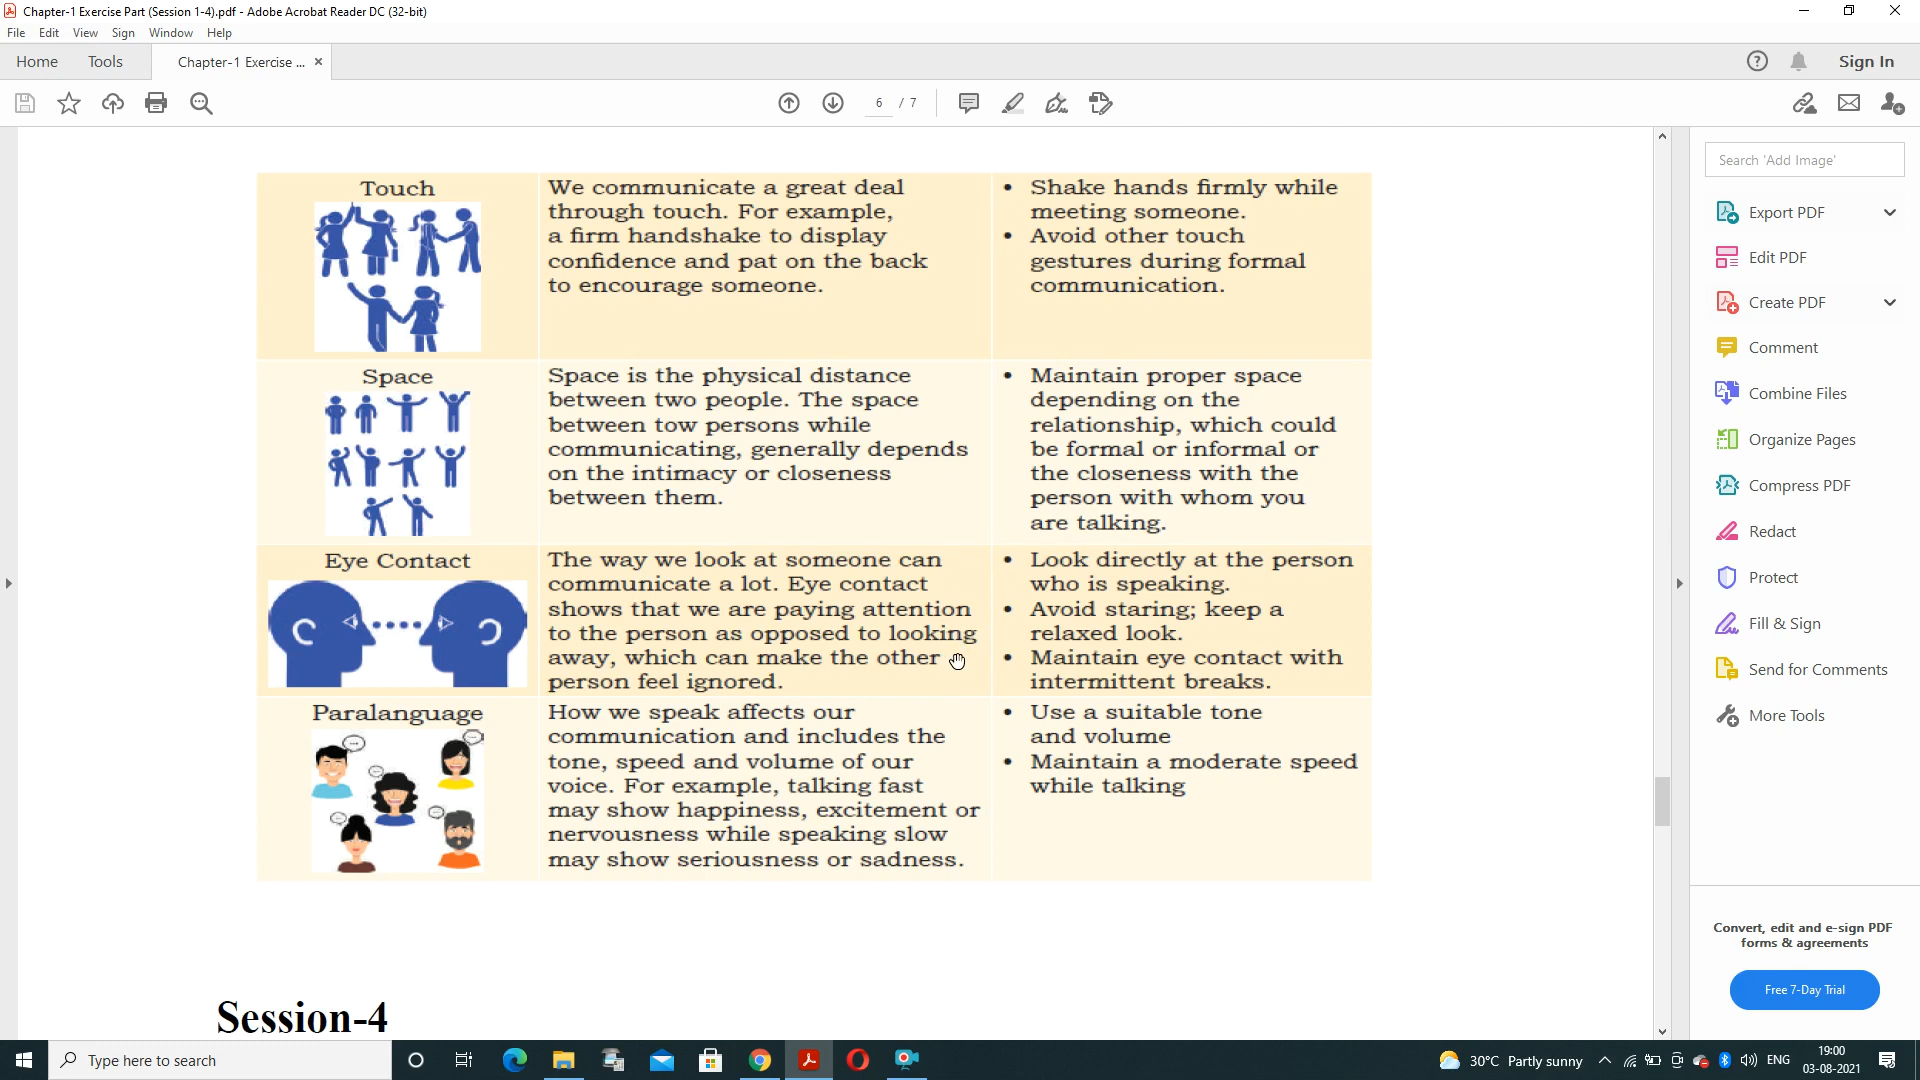 Chapter-1 Exercise Part (Session 1-4).pdf - Adobe Acrobat Reader DC (32-bit)
File Edit View Sign Window Help
Home Tools Chapter-1 Exercise ... × Sign In
6 / 7
Search 'Add Image'
Export PDF
Edit PDF
Create PDF
Comment
Combine Files
Organize Pages
Compress PDF
Redact
Protect
Fill & Sign
Send for Comments
More Tools
Convert, edit and e-sign PDF
forms & agreements
Free 7-Day Trial
Touch
We communicate a great deal
through touch. For example,
a firm handshake to display
confidence and pat on the back
to encourage someone.
• Shake hands firmly while
meeting someone.
• Avoid other touch
gestures during formal
communication.
Space
Space is the physical distance
between two people. The space
between tow persons while
communicating, generally depends
on the intimacy or closeness
between them.
• Maintain proper space
depending on the
relationship, which could
be formal or informal or
the closeness with the
person with whom you
are talking.
Eye Contact
The way we look at someone can
communicate a lot. Eye contact
shows that we are paying attention
to the person as opposed to looking
away, which can make the other
person feel ignored.
• Look directly at the person
who is speaking.
• Avoid staring; keep a
relaxed look.
• Maintain eye contact with
intermittent breaks.
Paralanguage
How we speak affects our
communication and includes the
tone, speed and volume of our
voice. For example, talking fast
may show happiness, excitement or
nervousness while speaking slow
may show seriousness or sadness.
• Use a suitable tone
and volume
• Maintain a moderate speed
while talking
Session-4
Type here to search
30°C Partly sunny
ENG
19:00
03-08-2021